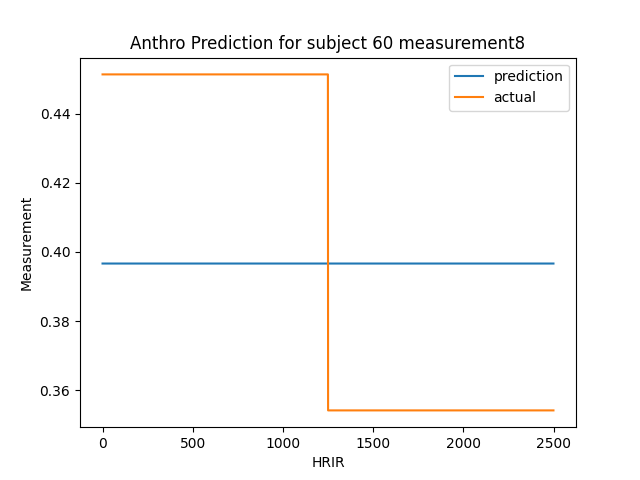 Anthro Prediction for subject 60 measurement8
prediction
actual
0.44
0.42
0.40
0.38
0.36
Measurement
0
500
1000
1500
2000
2500
HRIR